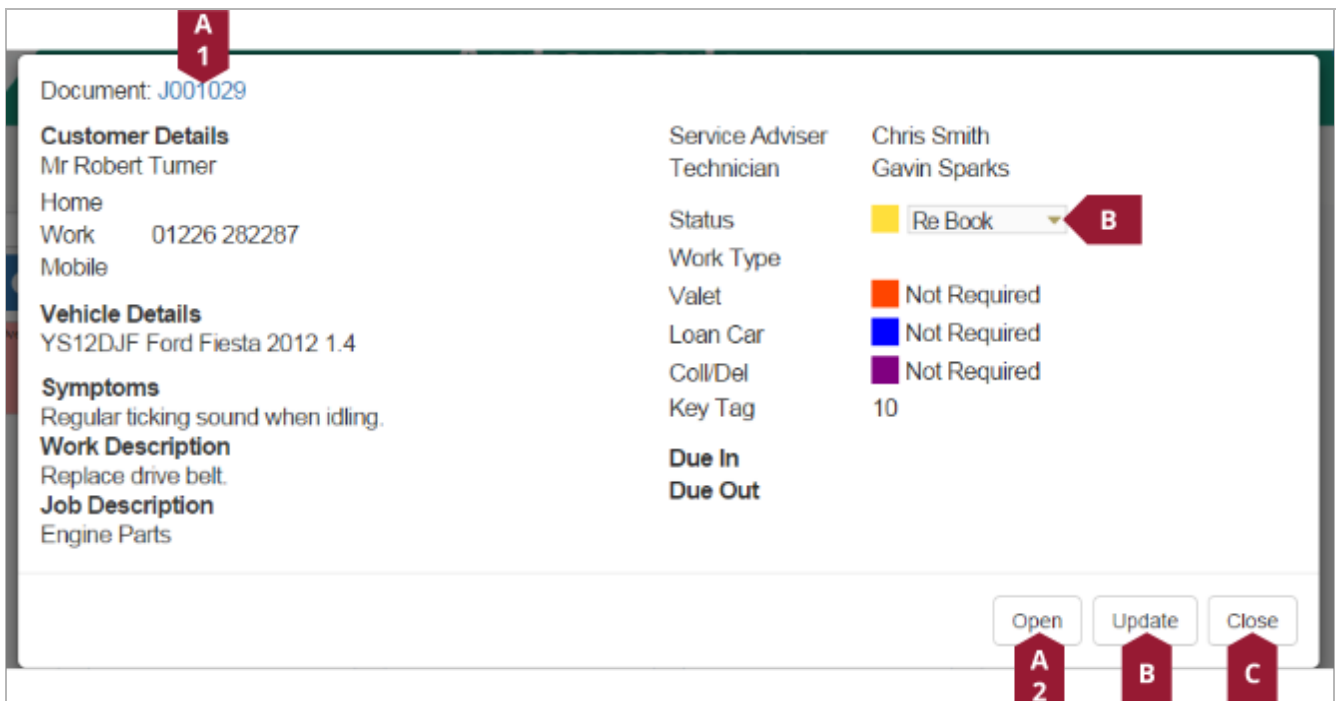 A
1
Document: J001029
Customer Details
Mr Robert Turner
Home
Work 01226 282287
Mobile
Vehicle Details
YS12DJF Ford Fiesta 2012 1.4
Symptoms
Regular ticking sound when idling.
Work Description
Replace drive belt.
Job Description
Engine Parts
Service Adviser Chris Smith
Technician Gavin Sparks
Status Re Book B
Work Type
Valet Not Required
Loan Car Not Required
Coll/Del Not Required
Key Tag 10
Due In
Due Out
Open Update Close
A B C
2